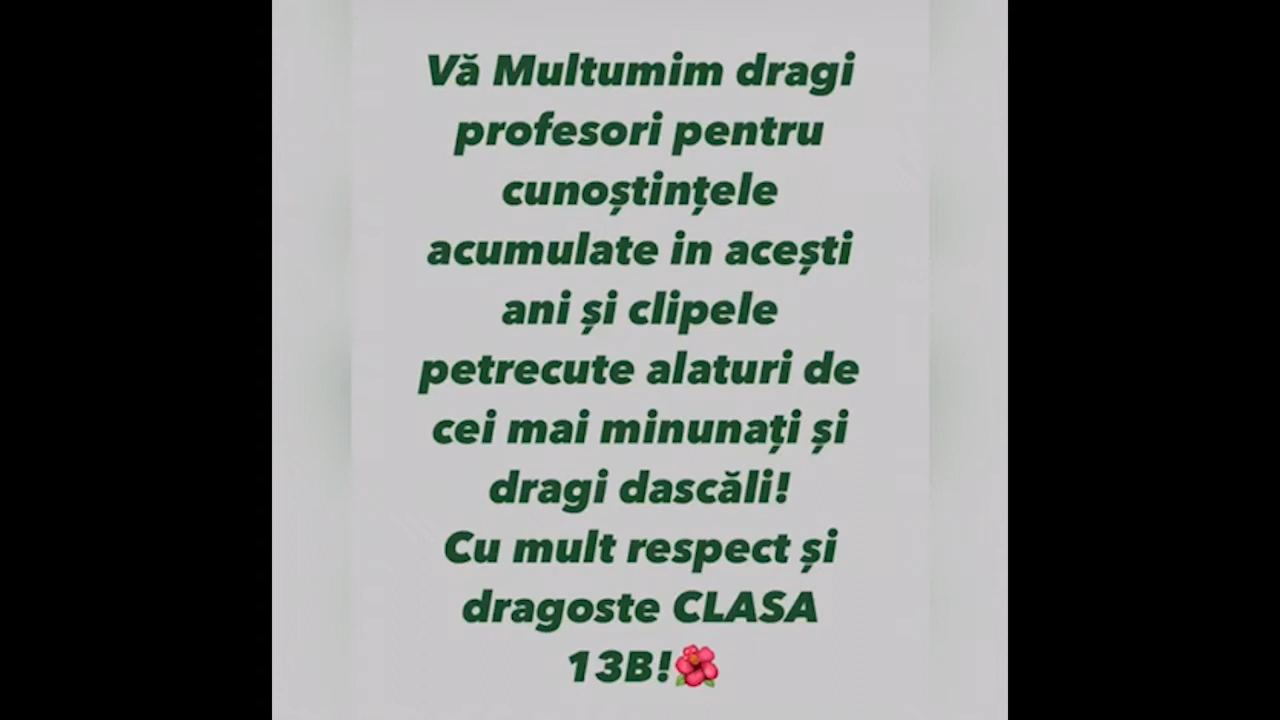 Vă Multumim dragi
profesori pentru
cunoștințele
acumulate in acești
ani și clipele
petrecute alaturi de
cei mai minunați și
dragi dascăli!
Cu mult respect și
dragoste CLASA
13B!🌺